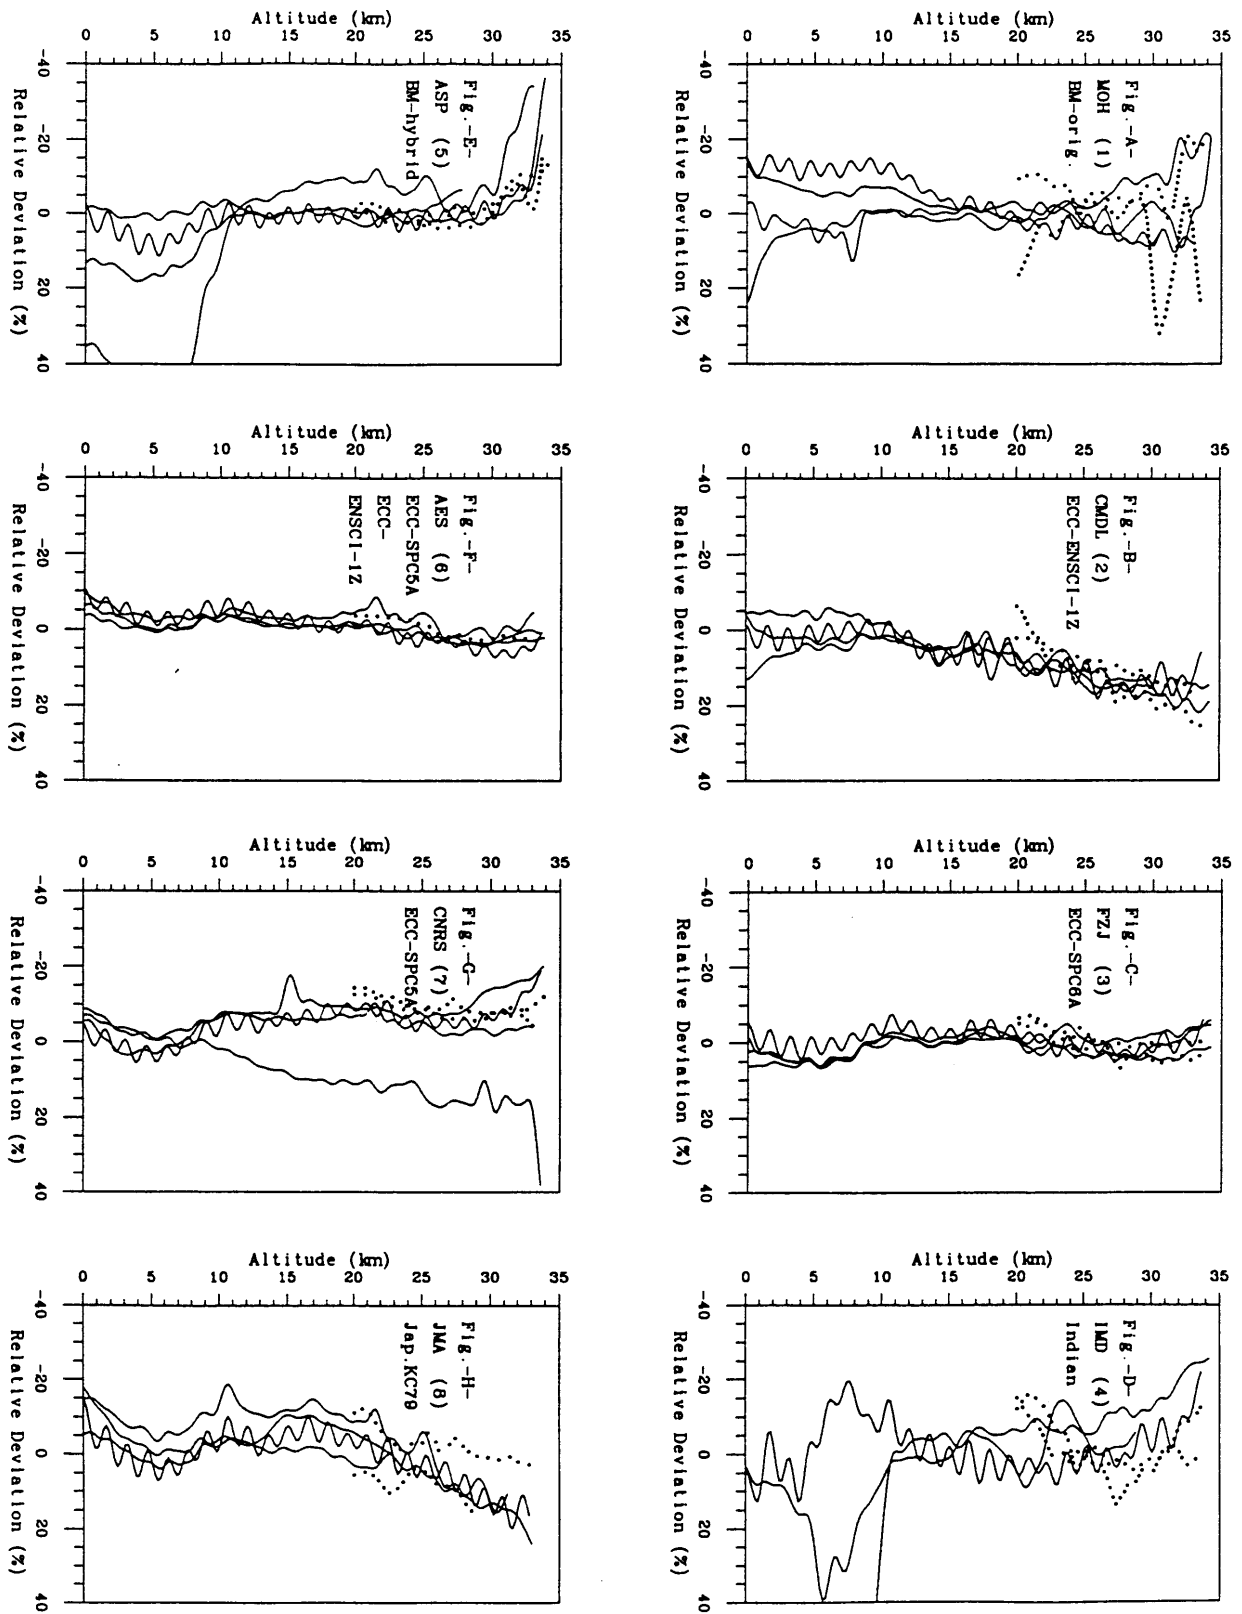 Altitude (km)
0 5 10 15 20 25 30 35
Fig.-A-
MOH (1)
BM-orig.
-40 -20 0 20 40
Relative Deviation (%)
Altitude (km)
0 5 10 15 20 25 30 35
Fig.-B-
CMDL (2)
ECC-ENSCI-1Z
-40 -20 0 20 40
Relative Deviation (%)
Altitude (km)
0 5 10 15 20 25 30 35
Fig.-C-
FZJ (3)
ECC-SPC6A
-40 -20 0 20 40
Relative Deviation (%)
Altitude (km)
0 5 10 15 20 25 30 35
Fig.-D-
IMD (4)
Indian
-40 -20 0 20 40
Relative Deviation (%)
Altitude (km)
0 5 10 15 20 25 30 35
Fig.-E-
ASP (5)
BM-hybrid
-40 -20 0 20 40
Relative Deviation (%)
Altitude (km)
0 5 10 15 20 25 30 35
Fig.-F-
AES (6)
ECC-SPC5A
ECC-
ENSCI-1Z
-40 -20 0 20 40
Relative Deviation (%)
Altitude (km)
0 5 10 15 20 25 30 35
Fig.-G-
CNRS (7)
ECC-SPC5A
-40 -20 0 20 40
Relative Deviation (%)
Altitude (km)
0 5 10 15 20 25 30 35
Fig.-H-
JMA (8)
Jap.KC79
-40 -20 0 20 40
Relative Deviation (%)